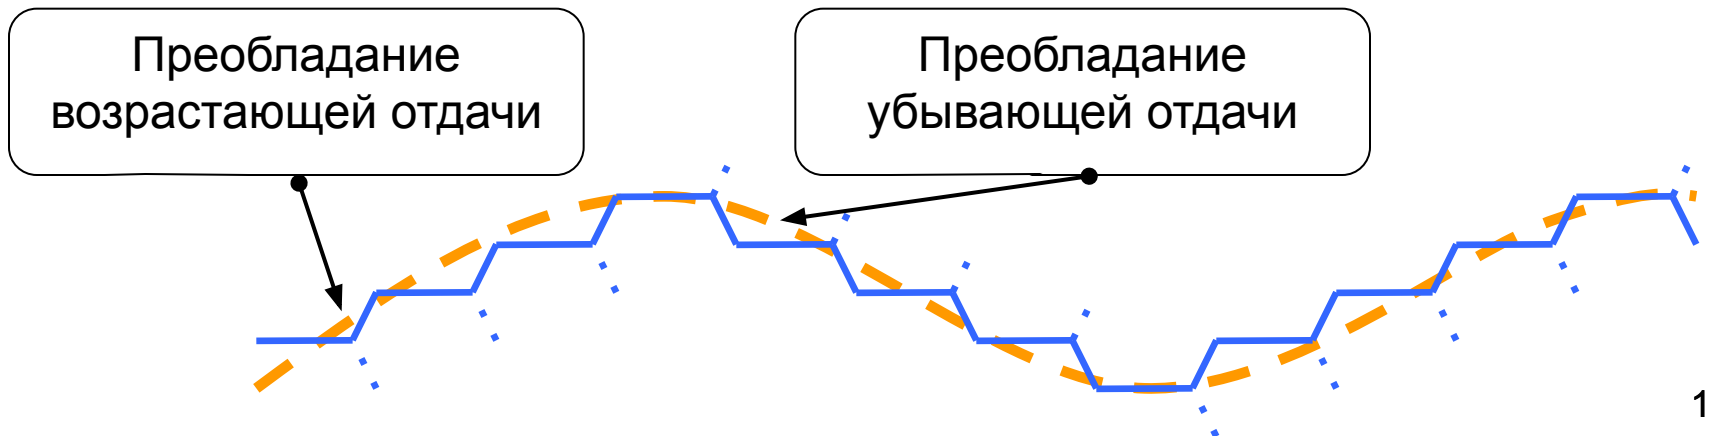 Преобладание
возрастающей отдачи
Преобладание
убывающей отдачи
1